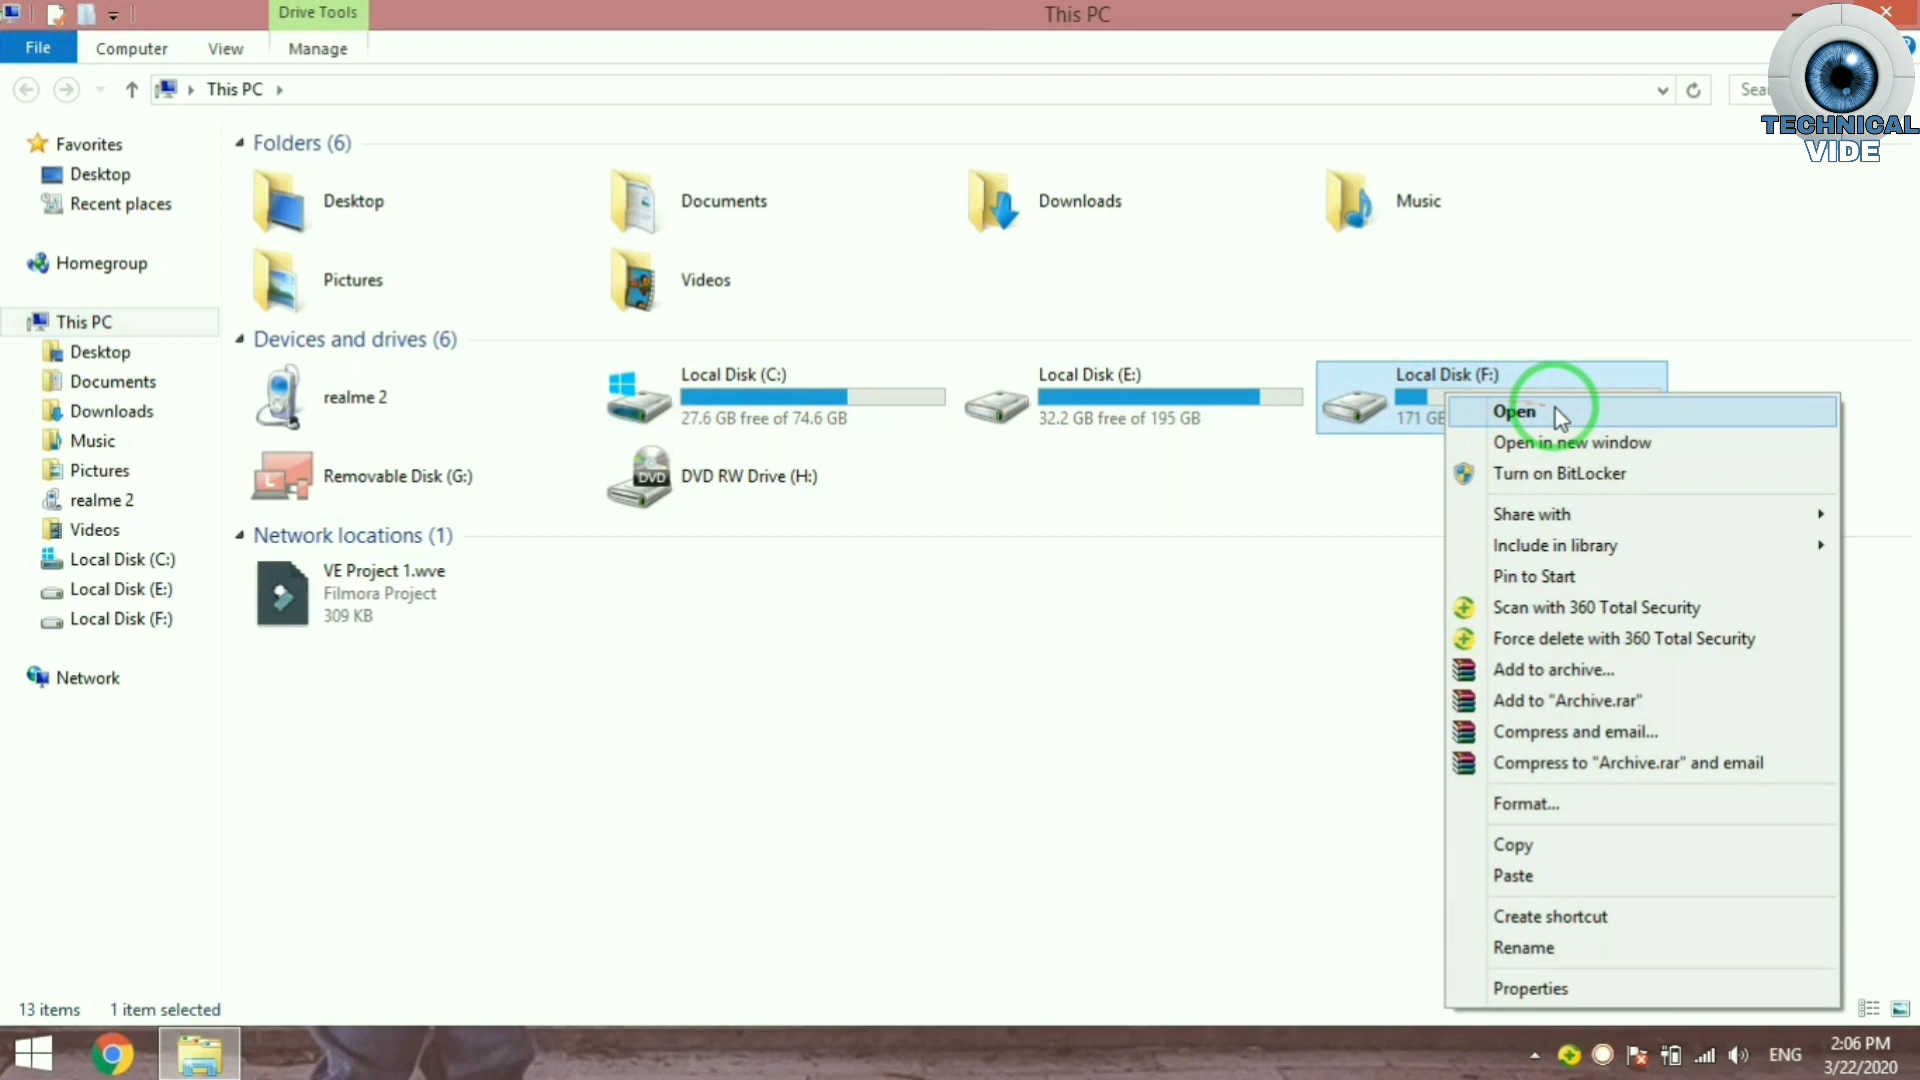 Drive Tools
This PC
File
Computer
View
Manage
This PC
TECHNICAL
VIDE
Favorites
Desktop
Recent places
Homegroup
This PC
Desktop
Documents
Downloads
Music
Pictures
realme 2
Videos
Local Disk (C:)
Local Disk (E:)
Local Disk (F:)
Network
Folders (6)
Desktop
Documents
Downloads
Music
Pictures
Videos
Devices and drives (6)
realme 2
Local Disk (C:)
27.6 GB free of 74.6 GB
Local Disk (E:)
32.2 GB free of 195 GB
Local Disk (F:)
171 GB
Removable Disk (G:)
DVD
DVD RW Drive (H:)
Network locations (1)
VE Project 1.wve
Filmora Project
309 KB
Open
Open in new window
Turn on BitLocker
Share with
Include in library
Pin to Start
Scan with 360 Total Security
Force delete with 360 Total Security
Add to archive...
Add to "Archive.rar"
Compress and email...
Compress to "Archive.rar" and email
Format...
Copy
Paste
Create shortcut
Rename
Properties
13 items
1 item selected
ENG
2:06 PM
3/22/2020